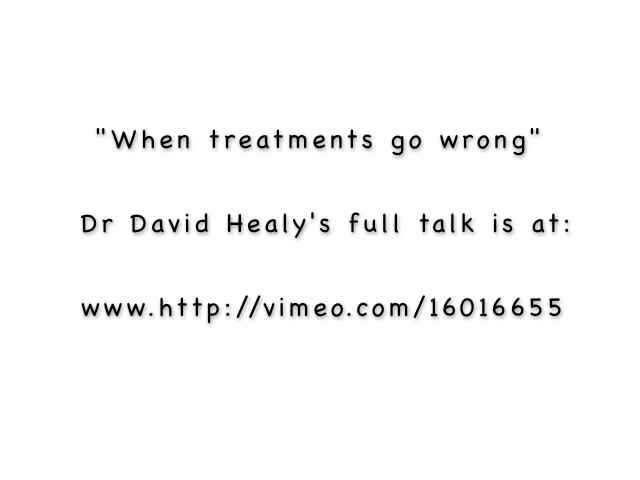 "When treatments go wrong"
Dr David Healy's full talk is at:
www.http://vimeo.com/16016655